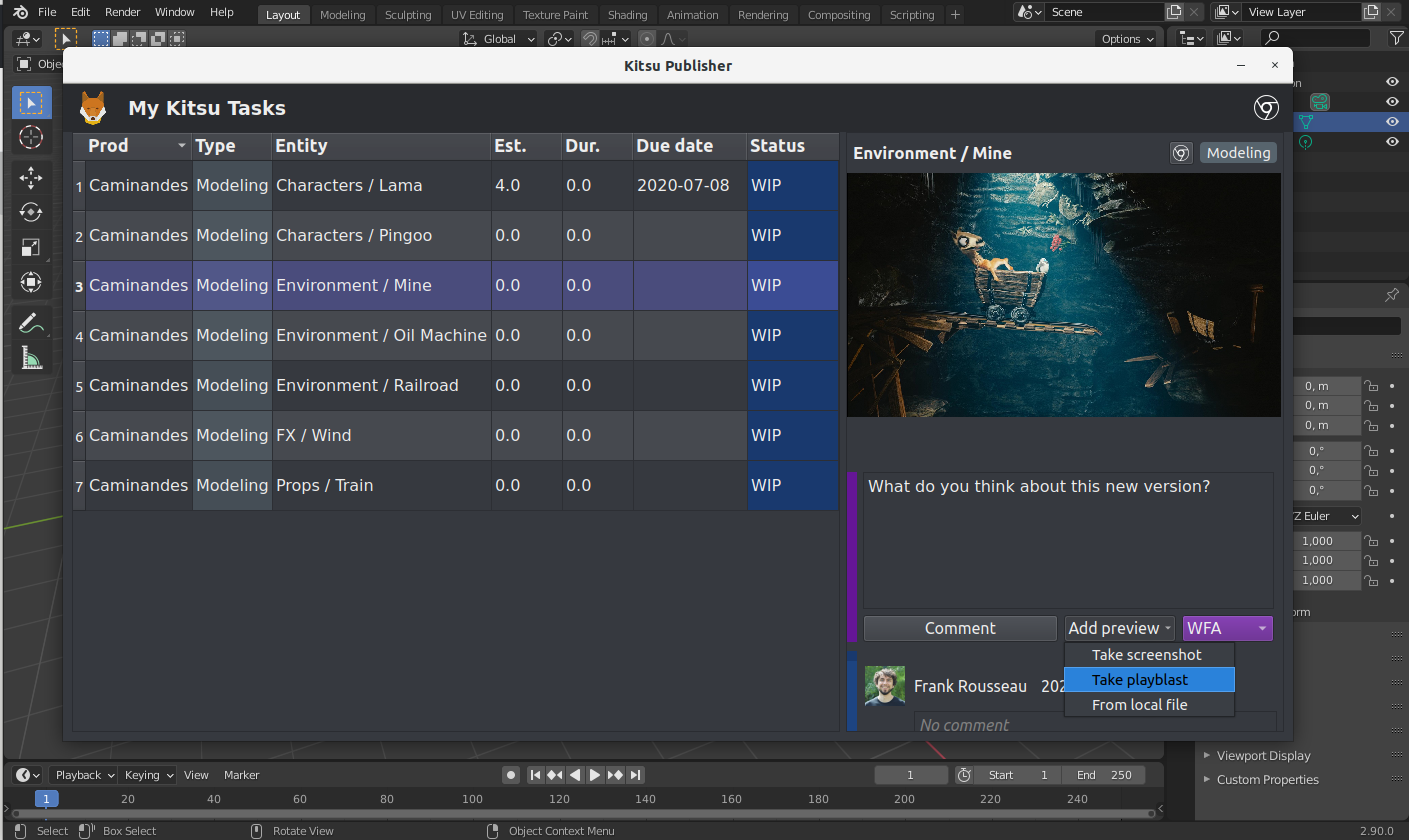 File Edit Render Window Help Layout Modeling Sculpting UV Editing Texture Paint Shading Animation Rendering Compositing Scripting + Scene View Layer
Global Options
Kitsu Publisher
My Kitsu Tasks
Prod Type Entity Est. Dur. Due date Status
1 Caminandes Modeling Characters / Lama 4.0 0.0 2020-07-08 WIP
2 Caminandes Modeling Characters / Pingoo 0.0 0.0 WIP
3 Caminandes Modeling Environment / Mine 0.0 0.0 WIP
4 Caminandes Modeling Environment / Oil Machine 0.0 0.0 WIP
5 Caminandes Modeling Environment / Railroad 0.0 0.0 WIP
6 Caminandes Modeling FX / Wind 0.0 0.0 WIP
7 Caminandes Modeling Props / Train 0.0 0.0 WIP
Environment / Mine Modeling
What do you think about this new version?
Comment Add preview WFA
Take screenshot
Take playblast
From local file
Frank Rousseau 202
No comment
0, m
0, m
0, m
0,°
0,°
0,°
Z Euler
1,000
1,000
1,000
orm
Viewport Display
Custom Properties
Playback Keying View Marker 1 Start 1 End 250
1 20 40 60 80 100 120 140 160 180 200 220 240
Select Box Select Rotate View Object Context Menu 2.90.0